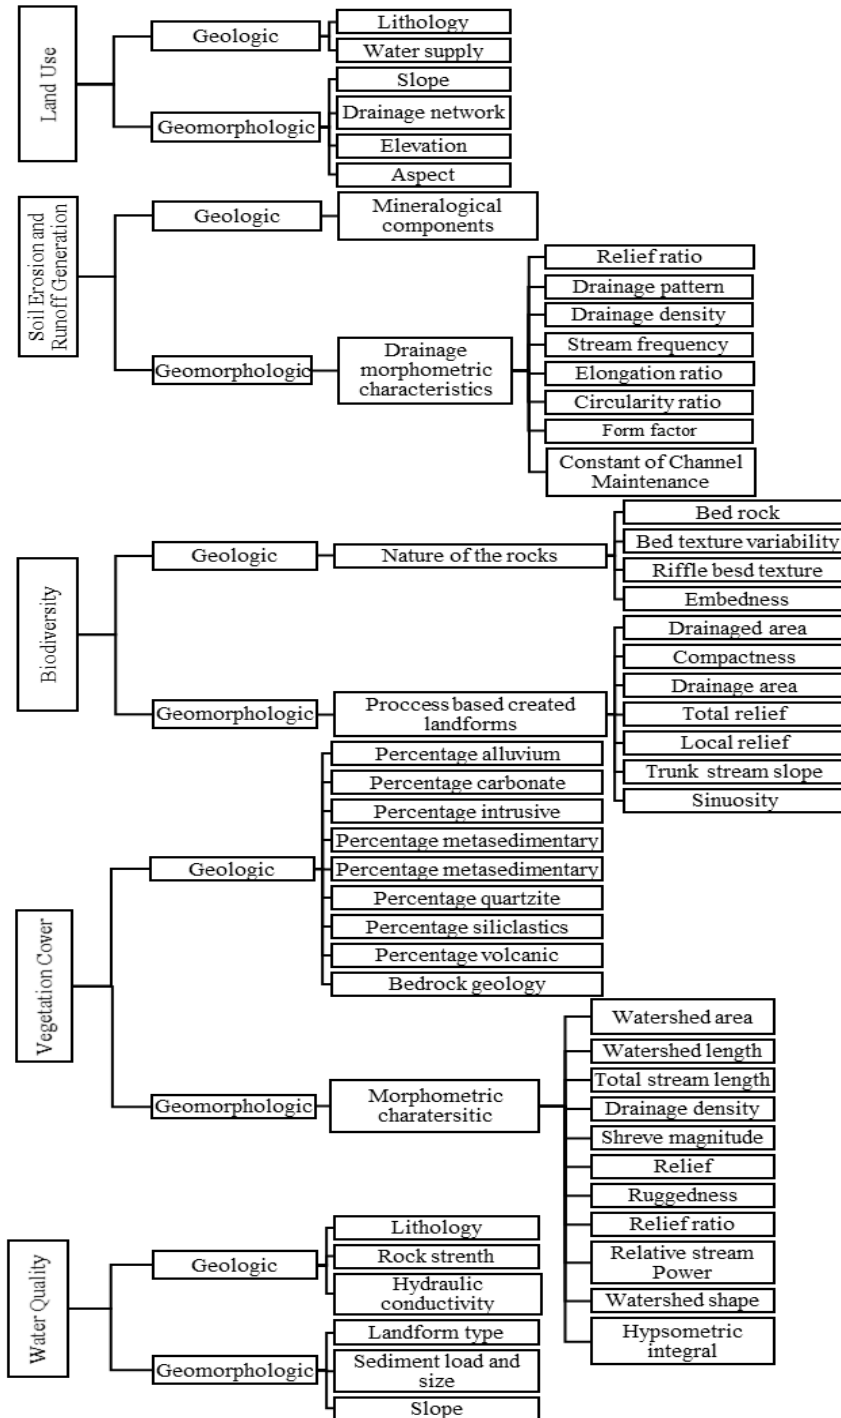 Land Use
Geologic
Lithology
Water supply
Geomorphologic
Slope
Drainage network
Elevation
Aspect
Soil Erosion and
Runoff Generation
Geologic
Mineralogical
components
Geomorphologic
Drainage
morphometric
characteristics
Relief ratio
Drainage pattern
Drainage density
Stream frequency
Elongation ratio
Circularity ratio
Form factor
Constant of Channel
Maintenance
Biodiversity
Geologic
Nature of the rocks
Bed rock
Bed texture variability
Riffle besd texture
Embedness
Geomorphologic
Proccess based created
landforms
Drainaged area
Compactness
Drainage area
Total relief
Local relief
Trunk stream slope
Sinuosity
Vegetation Cover
Geologic
Percentage alluvium
Percentage carbonate
Percentage intrusive
Percentage metasedimentary
Percentage metasedimentary
Percentage quartzite
Percentage siliclastics
Percentage volcanic
Bedrock geology
Geomorphologic
Morphometric
charatersitic
Watershed area
Watershed length
Total stream length
Drainage density
Shreve magnitude
Relief
Ruggedness
Relief ratio
Relative stream
Power
Watershed shape
Hypsometric
integral
Water Quality
Geologic
Lithology
Rock strenth
Hydraulic
conductivity
Geomorphologic
Landform type
Sediment load and
size
Slope